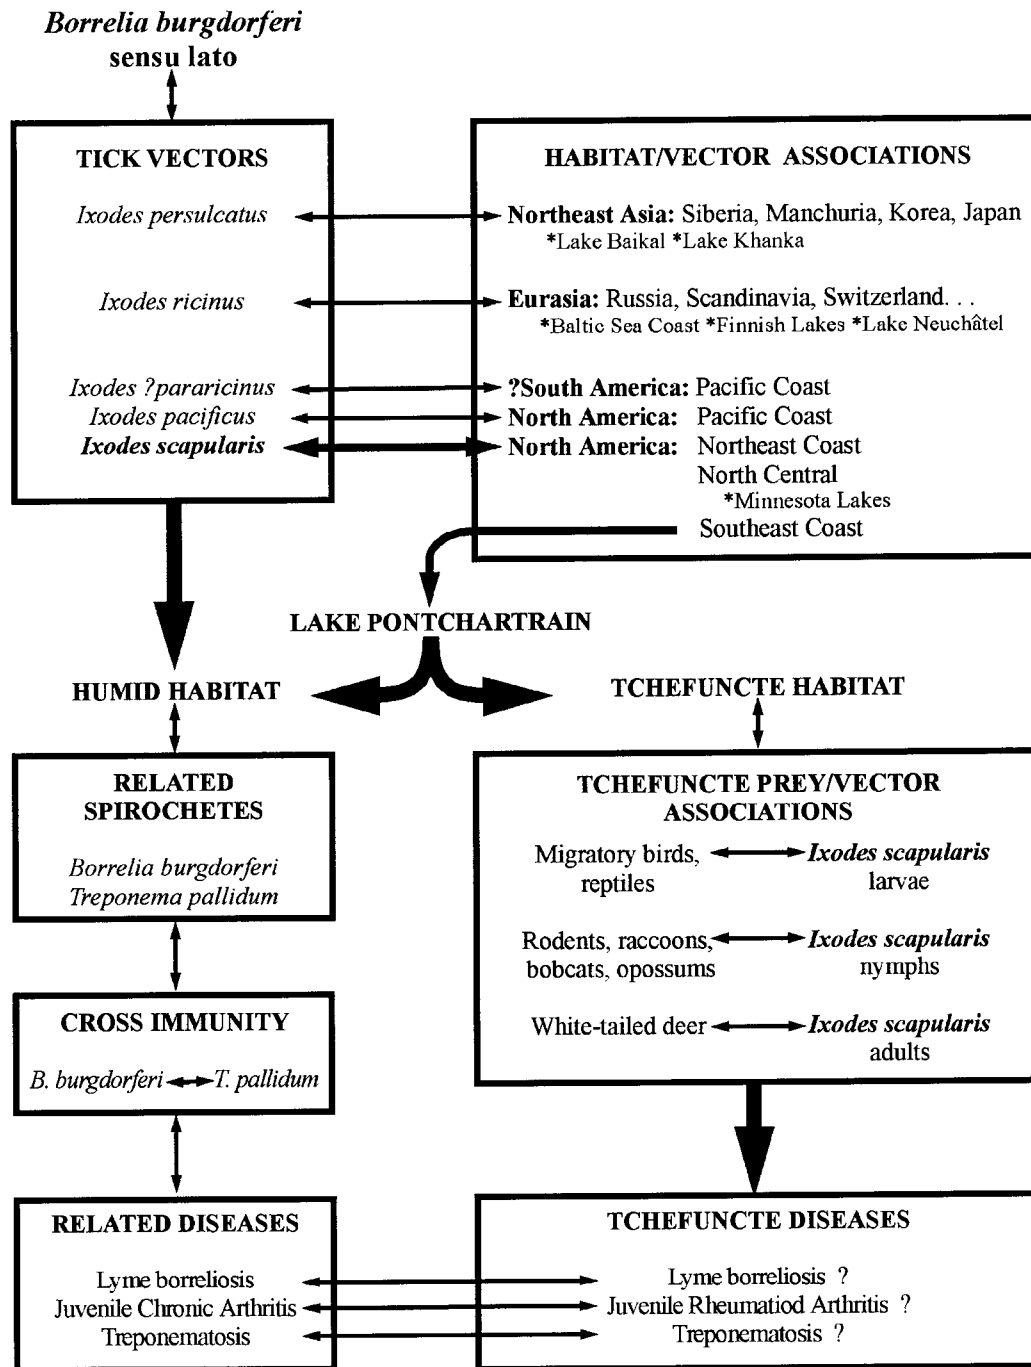 Borrelia burgdorferi
sensu lato
TICK VECTORS
Ixodes persulcatus
Ixodes ricinus
Ixodes ?pararicinus
Ixodes pacificus
Ixodes scapularis
HABITAT/VECTOR ASSOCIATIONS
Northeast Asia: Siberia, Manchuria, Korea, Japan
*Lake Baikal *Lake Khanka
Eurasia: Russia, Scandinavia, Switzerland. . .
*Baltic Sea Coast *Finnish Lakes *Lake Neuchâtel
?South America: Pacific Coast
North America: Pacific Coast
North America: Northeast Coast
North Central
*Minnesota Lakes
Southeast Coast
LAKE PONTCHARTRAIN
HUMID HABITAT
TCHEFUNCTE HABITAT
RELATED
SPIROCHETES
Borrelia burgdorferi
Treponema pallidum
CROSS IMMUNITY
B. burgdorferi T. pallidum
RELATED DISEASES
Lyme borreliosis
Juvenile Chronic Arthritis
Treponematosis
TCHEFUNCTE PREY/VECTOR
ASSOCIATIONS
Migratory birds, Ixodes scapularis
reptiles larvae
Rodents, raccoons, Ixodes scapularis
bobcats, opossums nymphs
White-tailed deer Ixodes scapularis
adults
TCHEFUNCTE DISEASES
Lyme borreliosis ?
Juvenile Rheumatiod Arthritis ?
Treponematosis ?